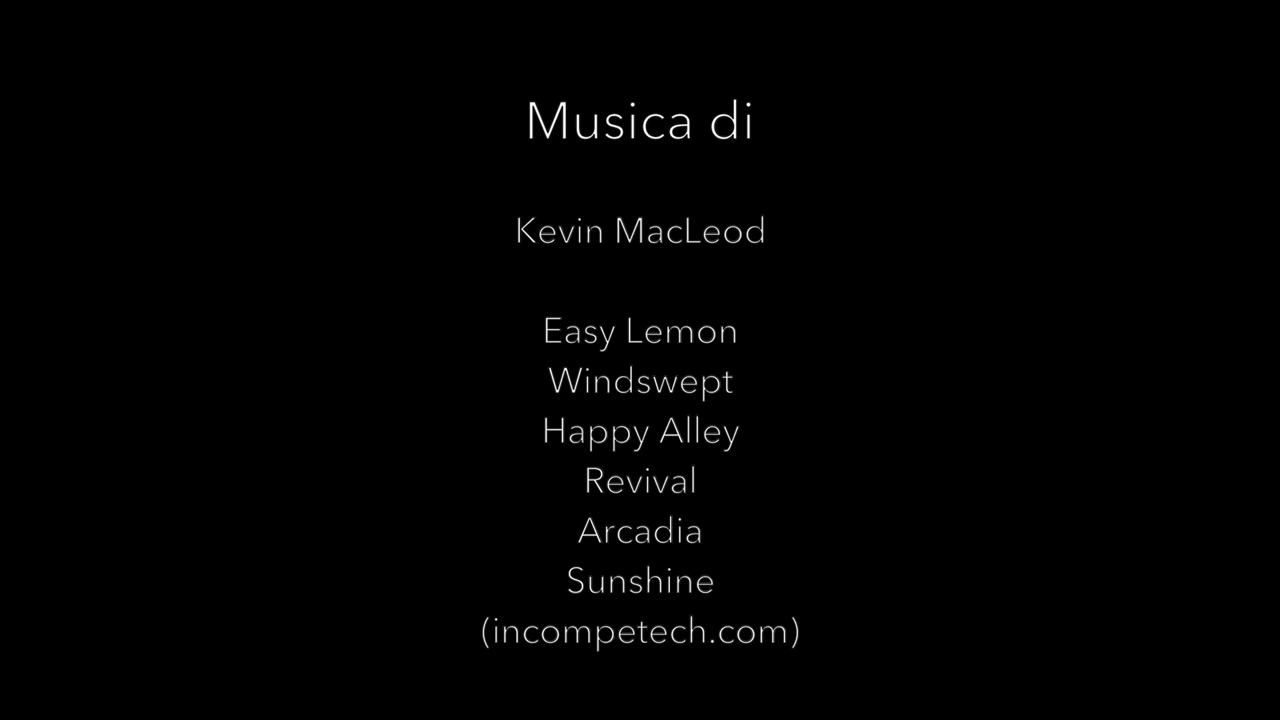 Musica di
Kevin MacLeod
Easy Lemon
Windswept
Happy Alley
Revival
Arcadia
Sunshine
(incompetech.com)